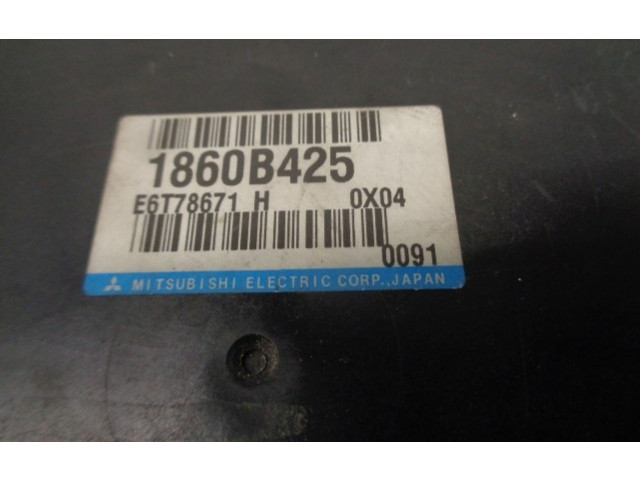 1860B425
E6T78671 H 0X04
0091
MITSUBISHI ELECTRIC CORP.,JAPAN